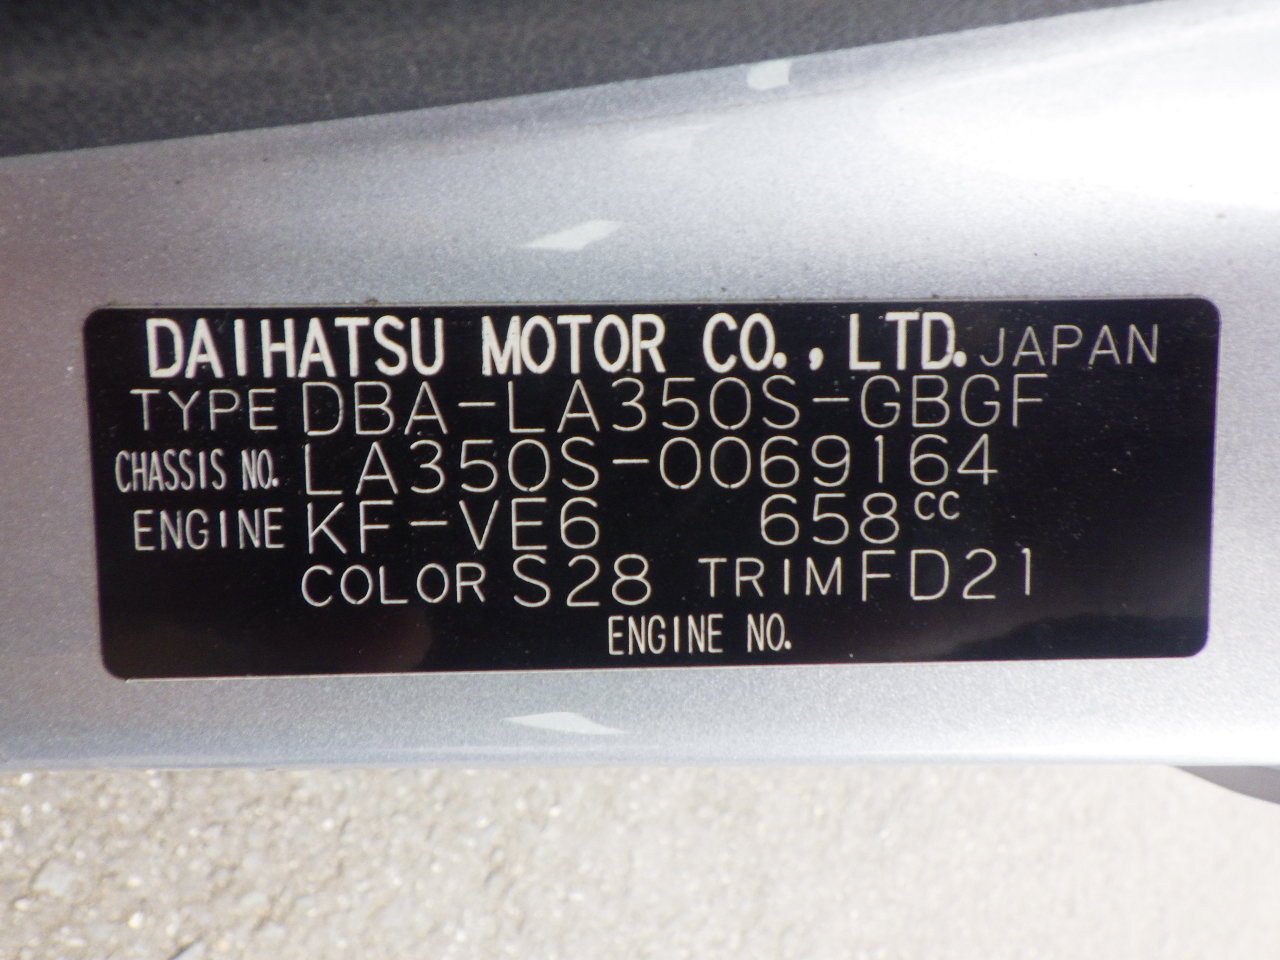 DAIHATSU MOTOR CO., LTD. JAPAN
TYPE DBA-LA350S-GBGF
CHASSIS NO. LA350S-0069164
ENGINE KF-VE6 658cc
COLOR S28 TRIM FD21
ENGINE NO.